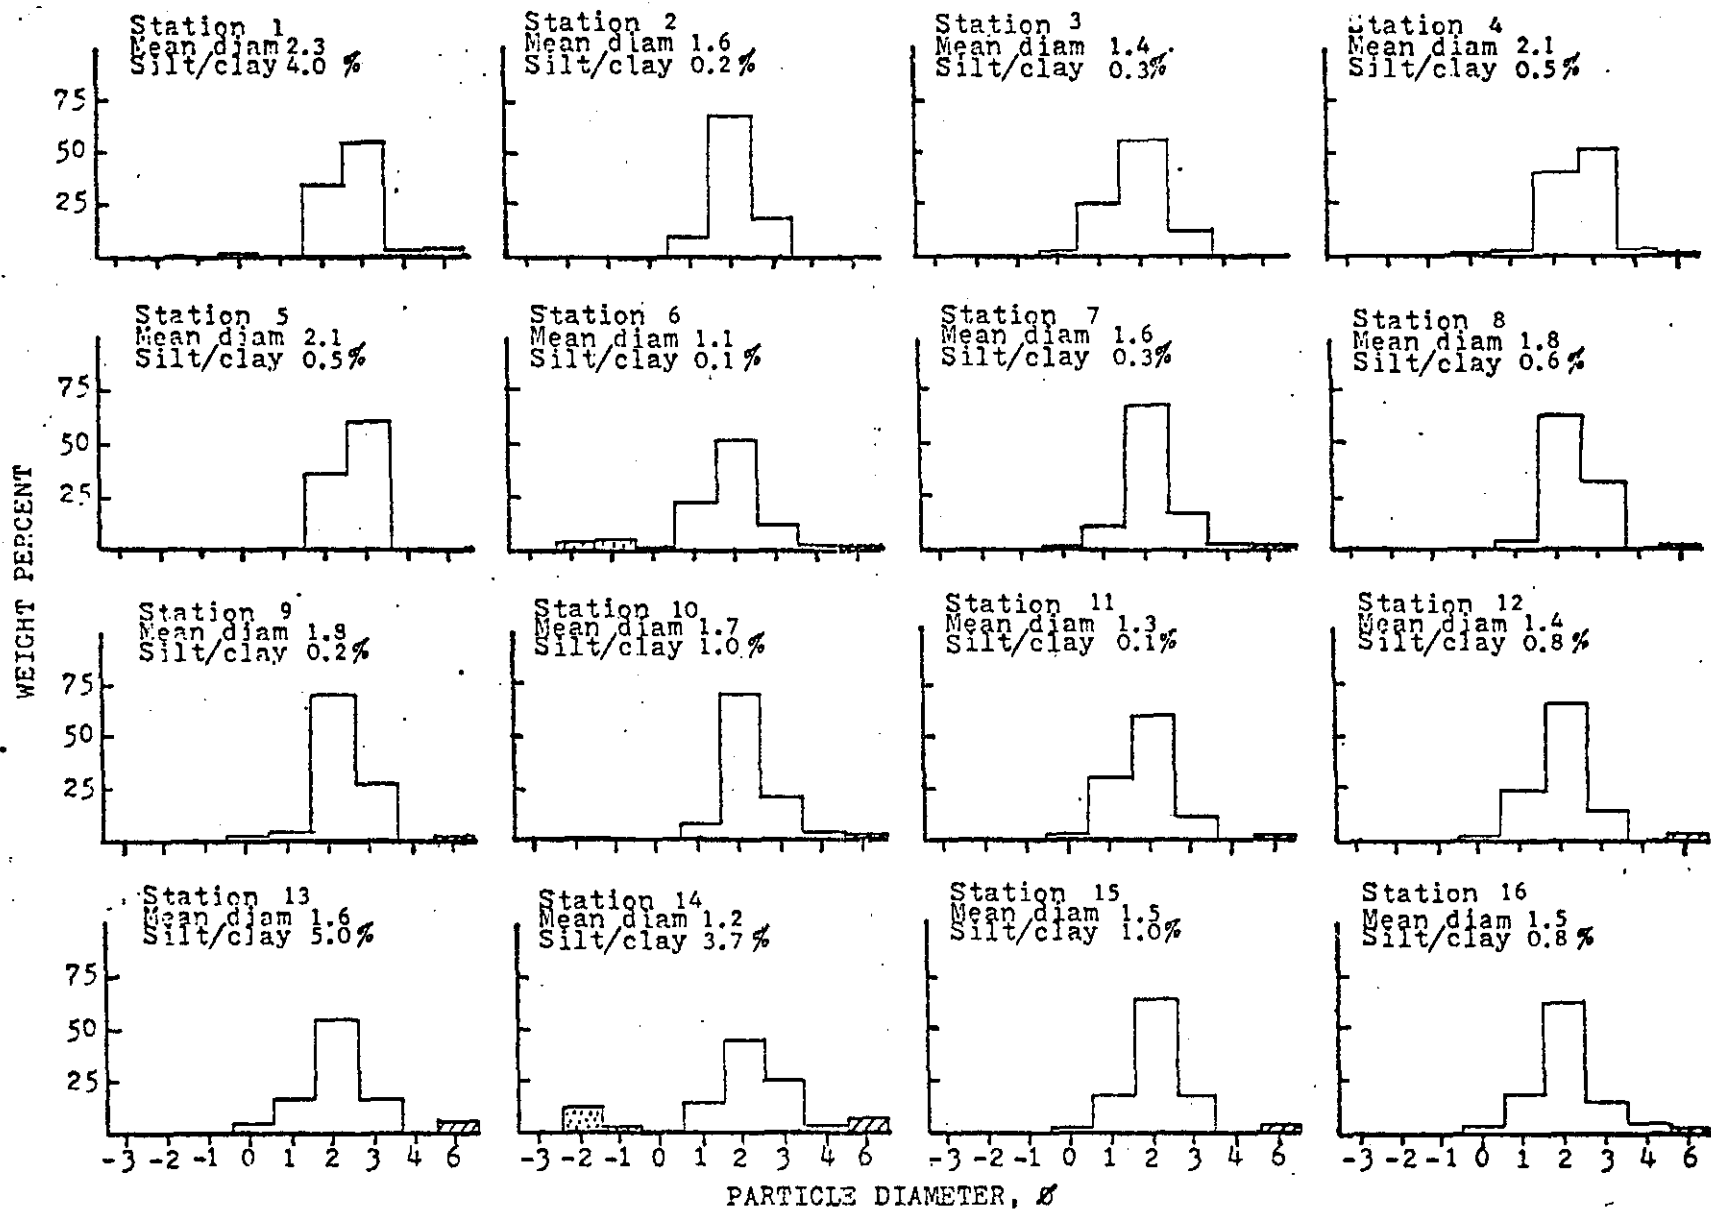 Station 1
Mean diam 2.3
Silt/clay 4.0 %
Station 2
Mean diam 1.6
Silt/clay 0.2%
Station 3
Mean diam 1.4
Silt/clay 0.3%
Station 4
Mean diam 2.1
Silt/clay 0.5%
75
50
25
Station 5
Mean diam 2.1
Silt/clay 0.5%
Station 6
Mean diam 1.1
Silt/clay 0.1%
Station 7
Mean diam 1.6
Silt/clay 0.3%
Station 8
Mean diam 1.8
Silt/clay 0.6%
75
50
25
WEIGHT PERCENT
Station 9
Mean diam
Silt/clay 0.2%
Station 10
Mean diam 1.7
Silt/clay 1.0%
Station 11
Mean diam 1.3
Silt/clay 0.1%
Station 12
Mean diam 1.4
Silt/clay 0.8%
75
50
25
Station 13
Mean diam 1.6
Silt/clay 5.0%
Station 14
Mean diam 1.2
Silt/clay 3.7%
Station 15
Mean diam 1.5
Silt/clay 1.0%
Station 16
Mean diam 1.5
Silt/clay 0.8%
75
50
25
-3 -2 -1 0 1 2 3 4 6
-3 -2 -1 0 1 2 3 4 6
-3 -2 -1 0 1 2 3 4 6
-3 -2 -1 0 1 2 3 4 6
PARTICLE DIAMETER, Ø